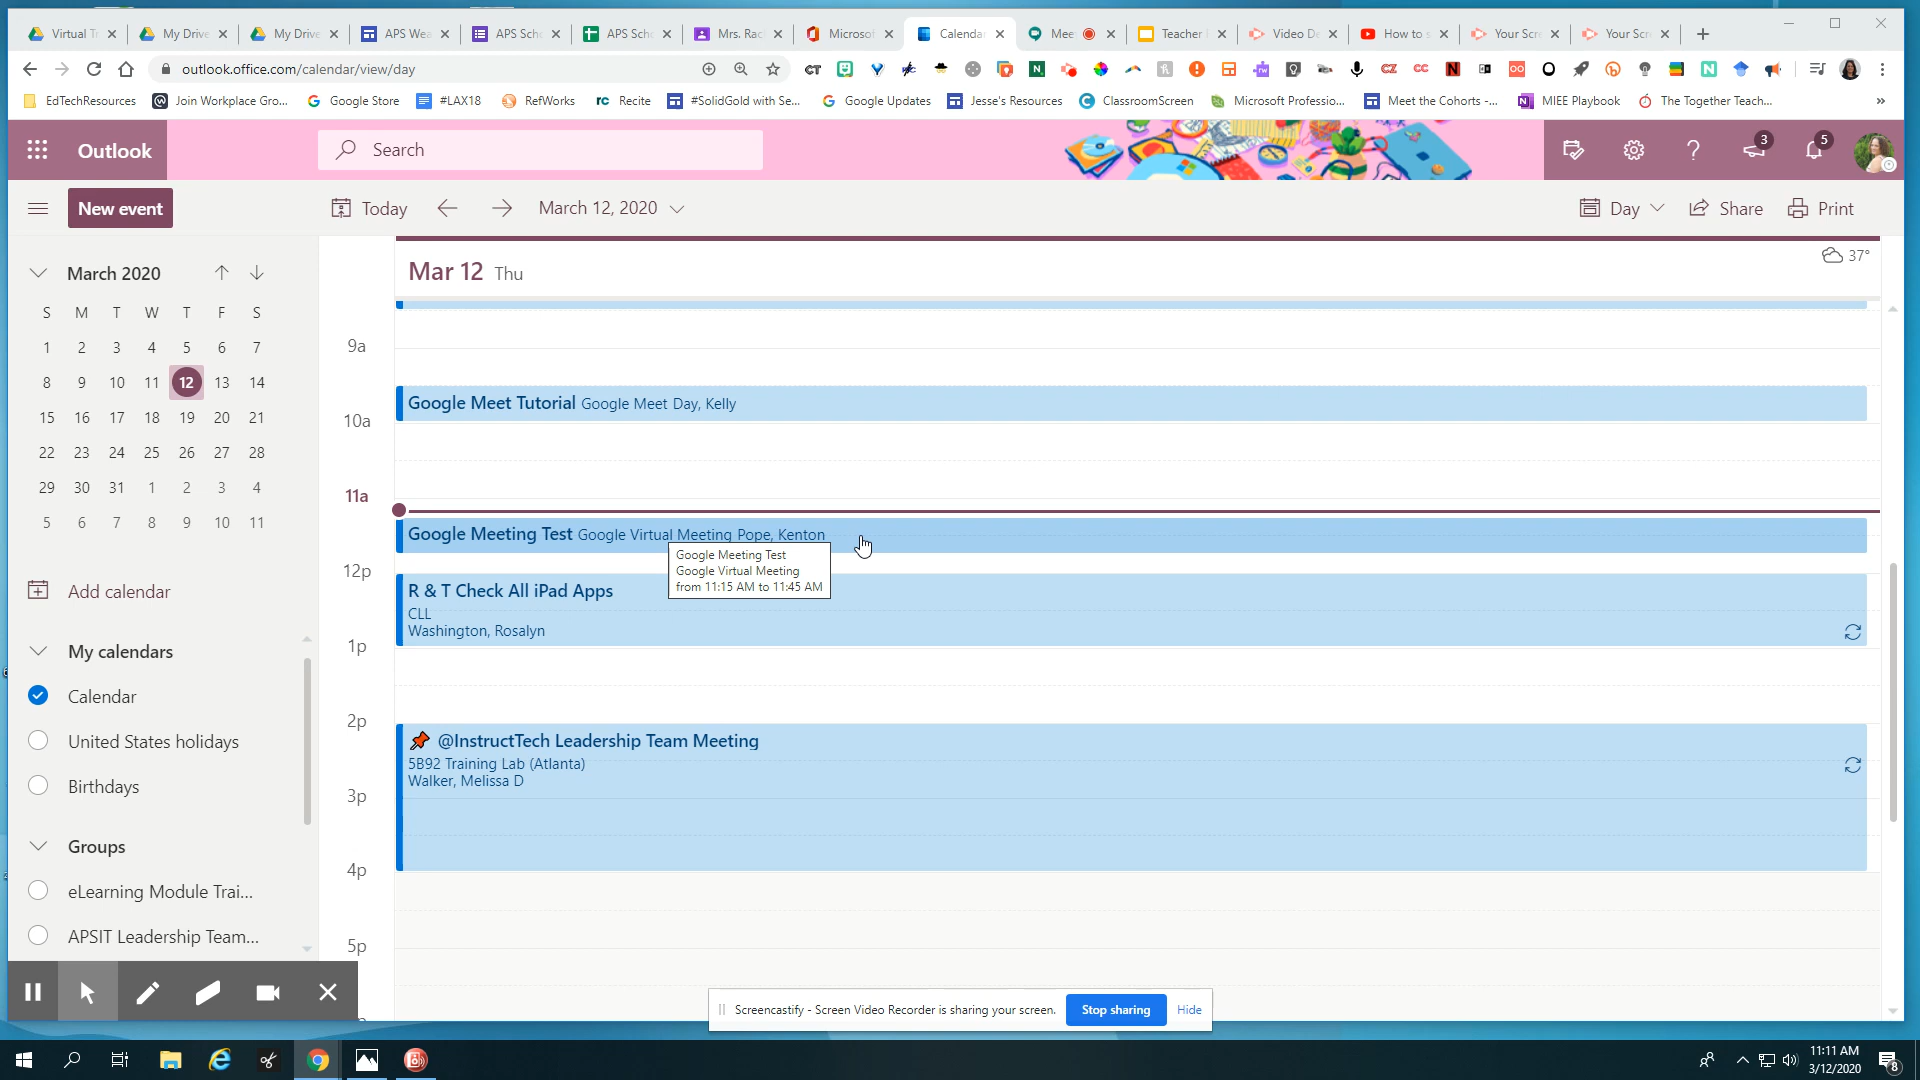 Virtual Tr
My Drive
My Drive
APS Wea
APS Scho
APS Scho
Mrs. Rac
Microsof
Calendar
Mee
Teacher
Video De
How to s
Your Scr
Your Scr
outlook.office.com/calendar/view/day
EdTechResources
Join Workplace Gro...
Google Store
#LAX18
RefWorks
Recite
#SolidGold with Se...
Google Updates
Jesse's Resources
ClassroomScreen
Microsoft Professio...
Meet the Cohorts -...
MIEE Playbook
The Together Teach...
Outlook
Search
3
5
New event
Today
March 12, 2020
Day
Share
Print
March 2020
S M T W T F S
1 2 3 4 5 6 7
8 9 10 11 12 13 14
15 16 17 18 19 20 21
22 23 24 25 26 27 28
29 30 31 1 2 3 4
5 6 7 8 9 10 11
Add calendar
My calendars
Calendar
United States holidays
Birthdays
Groups
eLearning Module Trai...
APSIT Leadership Team...
Mar 12 Thu
37°
9a
Google Meet Tutorial Google Meet Day, Kelly
10a
11a
Google Meeting Test Google Virtual Meeting Pope, Kenton
Google Meeting Test
Google Virtual Meeting
from 11:15 AM to 11:45 AM
12p
R & T Check All iPad Apps
CLL
Washington, Rosalyn
1p
2p
@InstructTech Leadership Team Meeting
5B92 Training Lab (Atlanta)
Walker, Melissa D
3p
4p
5p
Screencastify - Screen Video Recorder is sharing your screen.
Stop sharing
Hide
11:11 AM
3/12/2020
8